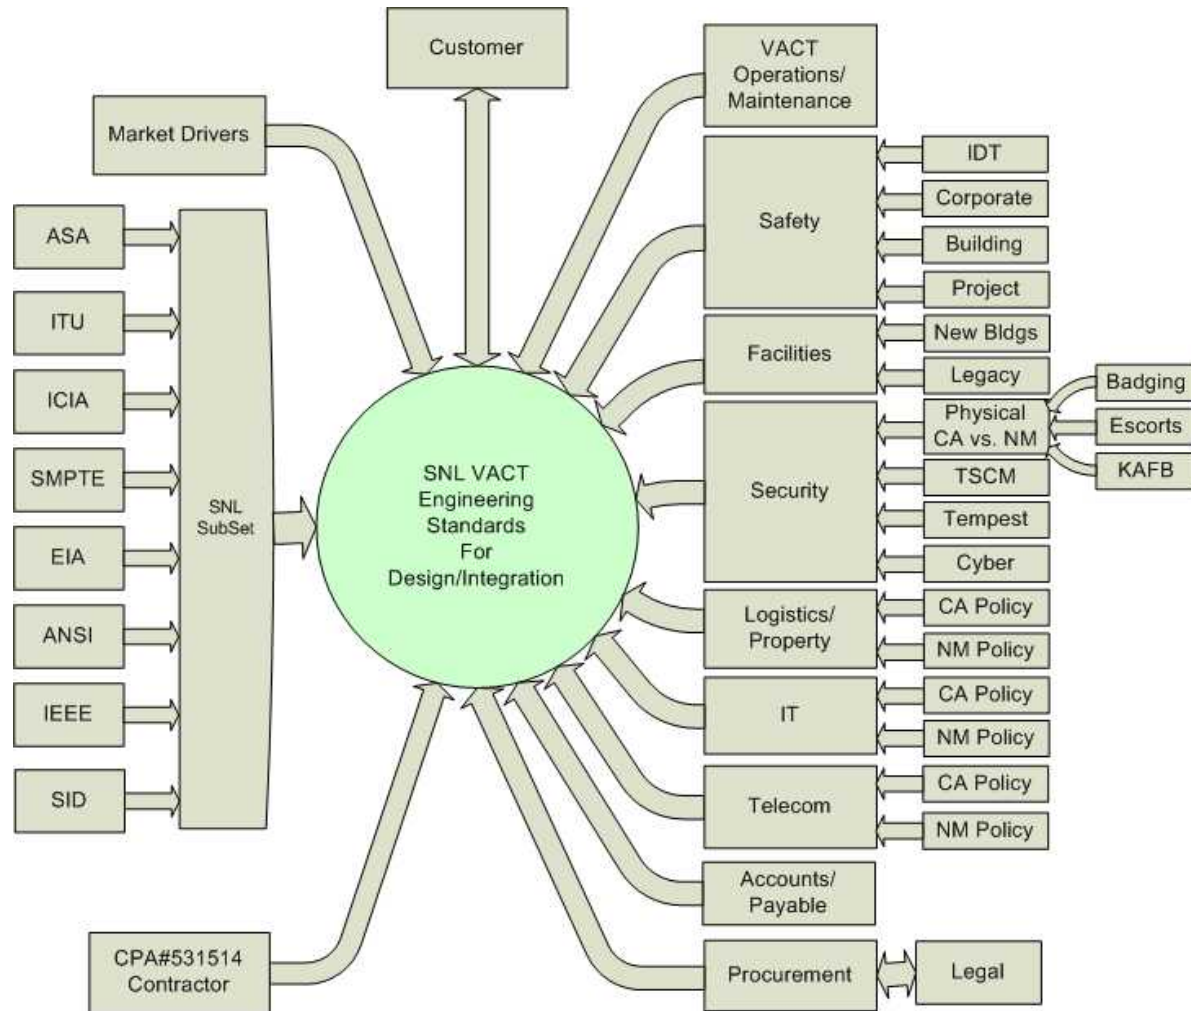 Customer
Market Drivers
ASA
ITU
ICIA
SMPTE
EIA
ANSI
IEEE
SID
SNL
SubSet
CPA#531514
Contractor
SNL VACT
Engineering
Standards
For
Design/Integration
VACT
Operations/
Maintenance
Safety
IDT
Corporate
Building
Project
Facilities
New Bldgs
Legacy
Security
Physical
CA vs. NM
Badging
Escorts
KAFB
TSCM
Tempest
Cyber
Logistics/
Property
CA Policy
NM Policy
IT
CA Policy
NM Policy
Telecom
CA Policy
NM Policy
Accounts/
Payable
Procurement
Legal